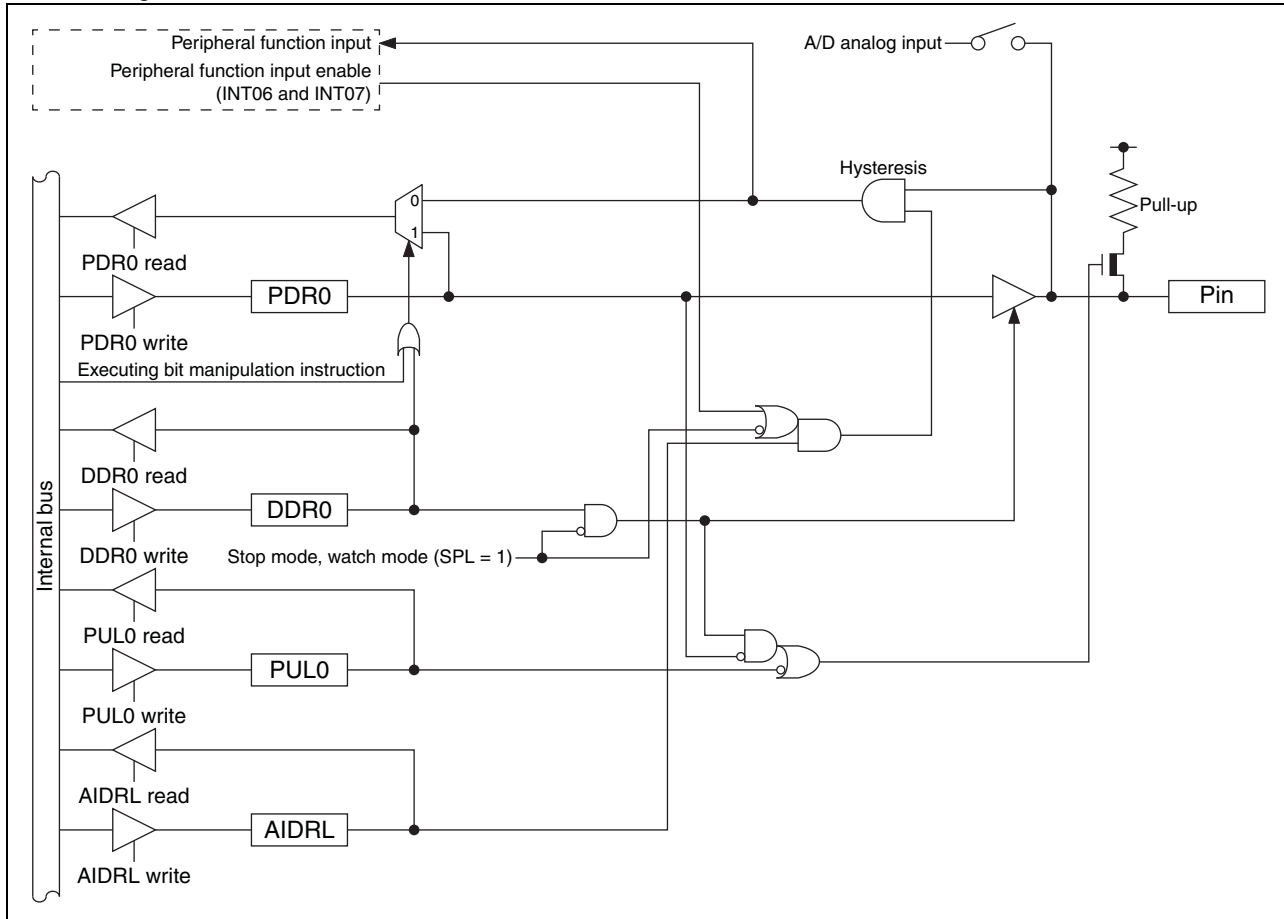 Peripheral function input
A/D analog input
Peripheral function input enable
(INT06 and INT07)
Hysteresis
0
1
Pull-up
PDR0 read
PDR0
Pin
PDR0 write
Executing bit manipulation instruction
DDR0 read
DDR0
Internal bus
DDR0 write
Stop mode, watch mode (SPL = 1)
PUL0 read
PUL0
PUL0 write
AIDRL read
AIDRL
AIDRL write